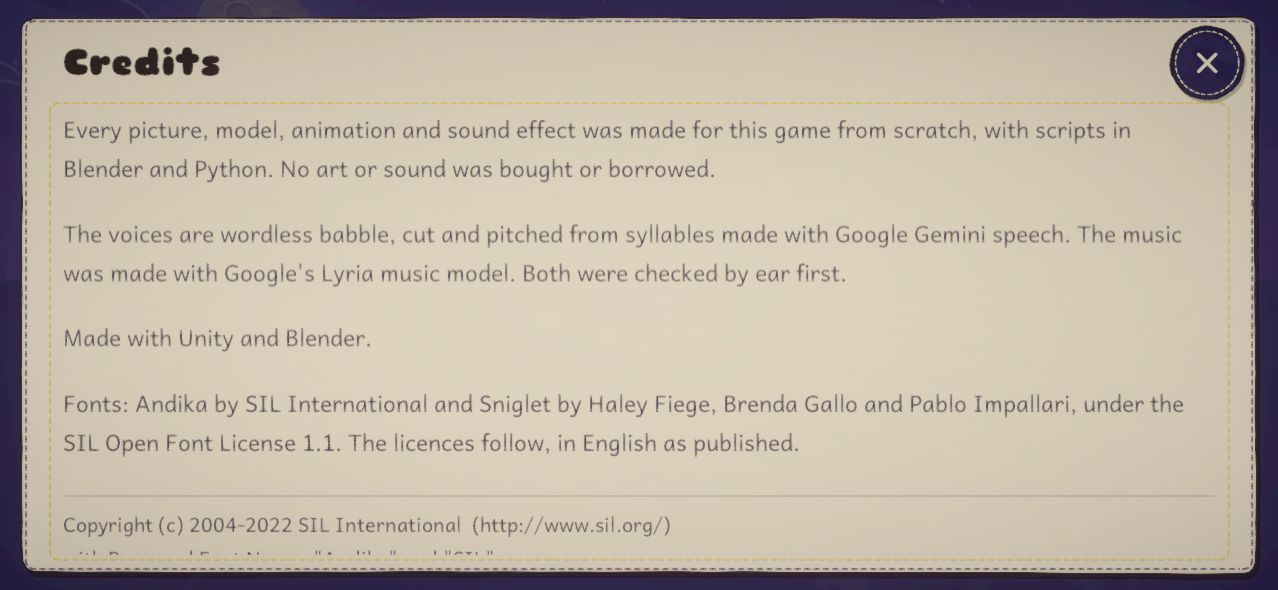 Credits
Every picture, model, animation and sound effect was made for this game from scratch, with scripts in
Blender and Python. No art or sound was bought or borrowed.
The voices are wordless babble, cut and pitched from syllables made with Google Gemini speech. The music
was made with Google's Lyria music model. Both were checked by ear first.
Made with Unity and Blender.
Fonts: Andika by SIL International and Sniglet by Haley Fiege, Brenda Gallo and Pablo Impallari, under the
SIL Open Font License 1.1. The licences follow, in English as published.
Copyright (c) 2004-2022 SIL International (http://www.sil.org/)